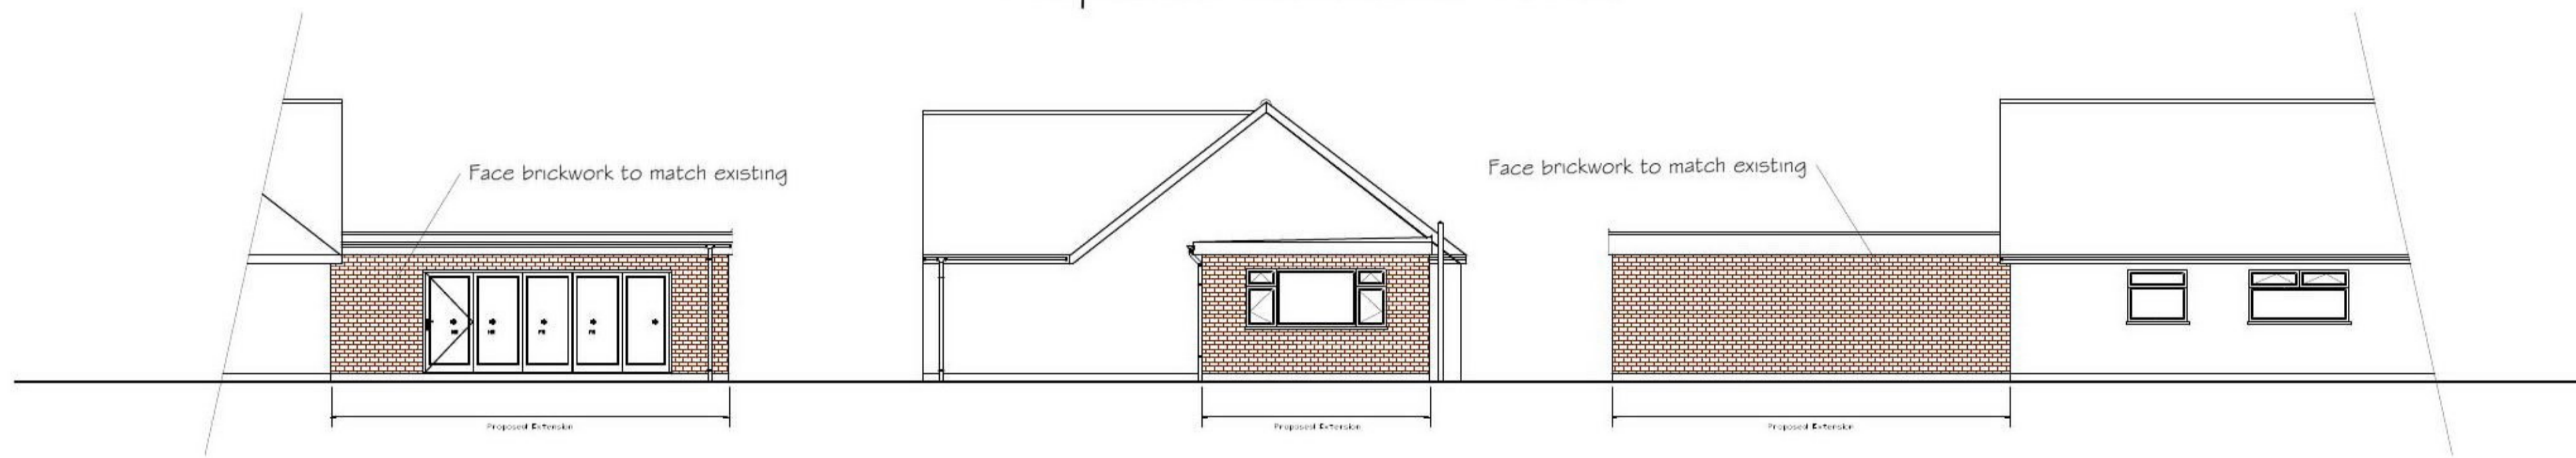 Face brickwork to match existing
Face brickwork to match existing
Proposed Extension
Proposed Extension
Proposed Extension